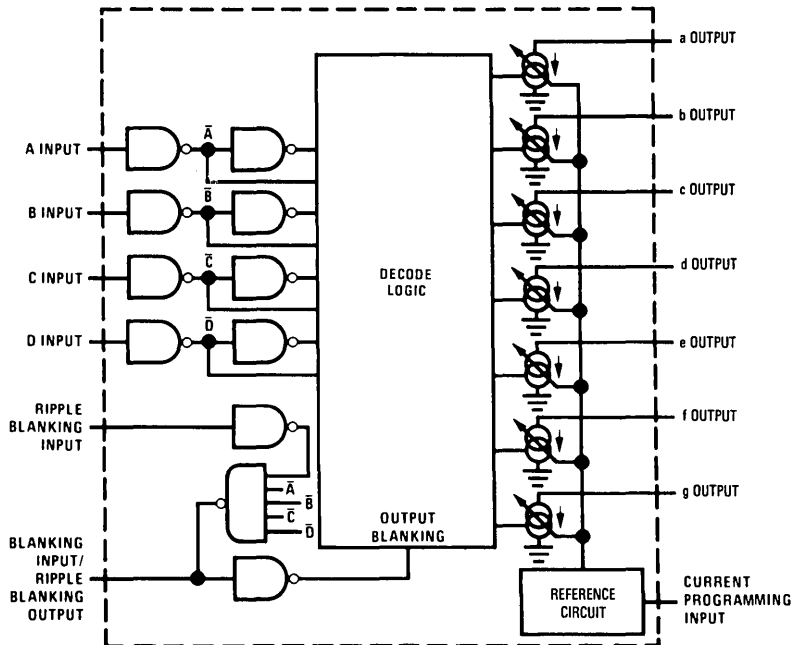 a OUTPUT
b OUTPUT
A INPUT
A̅
B INPUT
B̅
c OUTPUT
C INPUT
C̅
DECODE
LOGIC
d OUTPUT
D INPUT
D̅
e OUTPUT
RIPPLE
BLANKING
INPUT
f OUTPUT
A̅
B̅
C̅
D̅
g OUTPUT
OUTPUT
BLANKING
BLANKING
INPUT/
RIPPLE
BLANKING
OUTPUT
REFERENCE
CIRCUIT
CURRENT
PROGRAMMING
INPUT